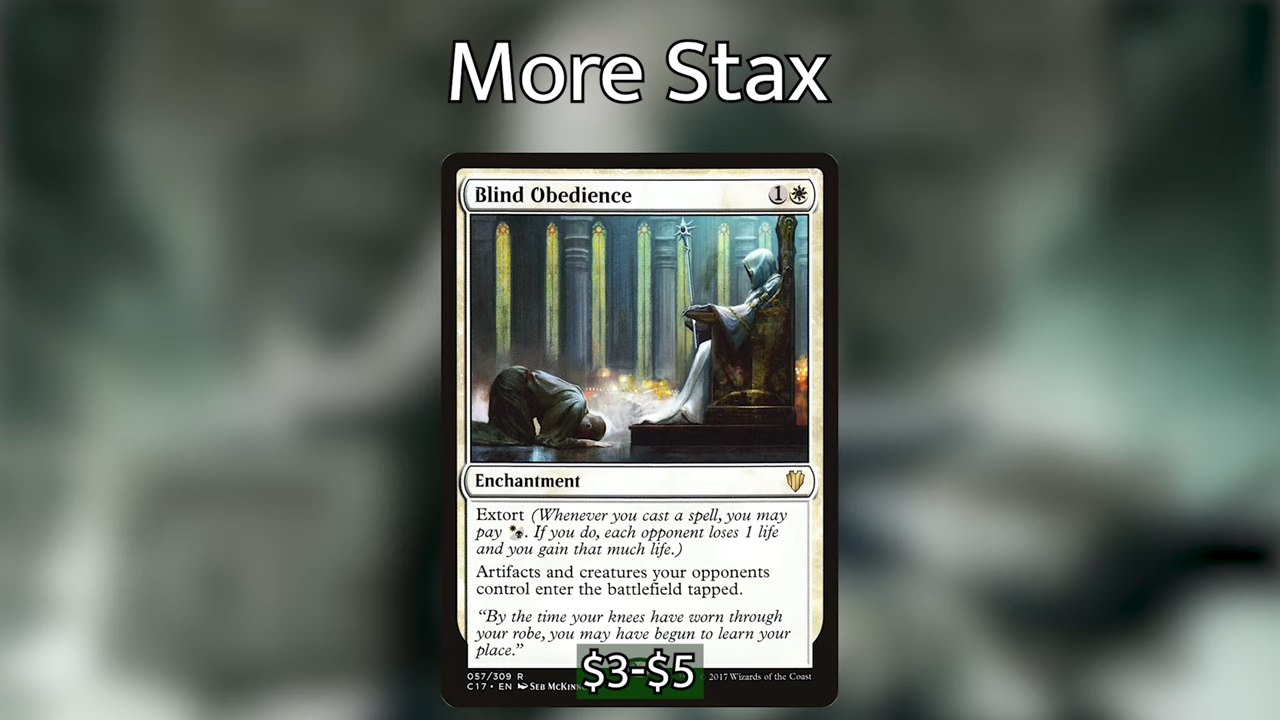 More Stax
Blind Obedience 1
Enchantment
Extort (Whenever you cast a spell, you may
pay . If you do, each opponent loses 1 life
and you gain that much life.)
Artifacts and creatures your opponents
control enter the battlefield tapped.
“By the time your knees have worn through
your robe, you may have begun to learn your
place.”
$3-$5
057/309 R
C17 • EN SEB MCKINN
2017 Wizards of the Coast